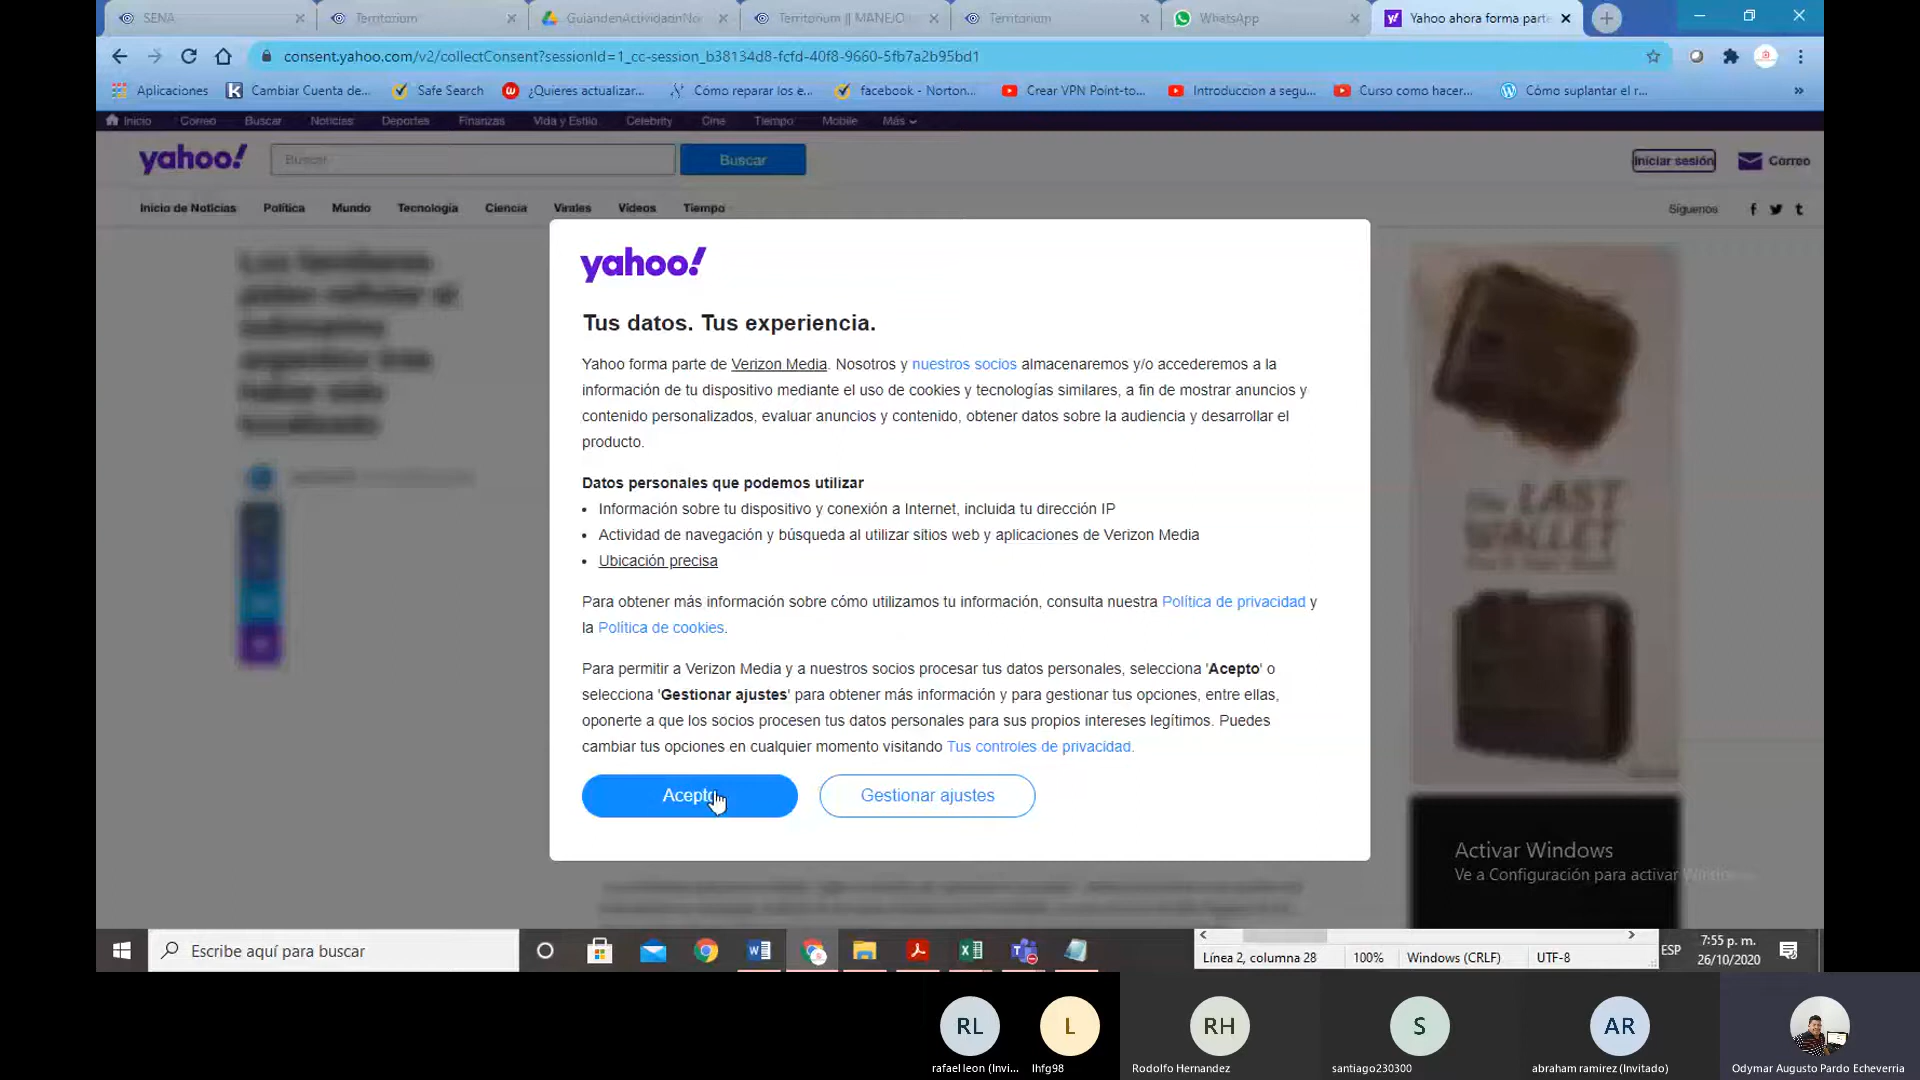 SENA
Territorium
GuiandenActividadnNo
Territorium || MANEJO
Territorium
WhatsApp
Yahoo ahora forma parte
consent.yahoo.com/v2/collectConsent?sessionId=1_cc-session_b38134d8-fcfd-40f8-9660-5fb7a2b95bd1
Aplicaciones
Cambiar Cuenta de...
Safe Search
¿Quieres actualizar...
Cómo reparar los e...
facebook - Norton...
Crear VPN Point-to...
Introduccion a segu...
Curso como hacer...
Cómo suplantar el r...
Inicio Correo Buscar Noticias Deportes Finanzas Vida y Estilo Celebrity Cine Tiempo Mobile Más
yahoo!
Buscar
Buscar
Iniciar sesión
Correo
Inicio de Noticias Política Mundo Tecnología Ciencia Virales Videos Tiempo
Síguenos
yahoo!
Tus datos. Tus experiencia.
Yahoo forma parte de Verizon Media. Nosotros y nuestros socios almacenaremos y/o accederemos a la
información de tu dispositivo mediante el uso de cookies y tecnologías similares, a fin de mostrar anuncios y
contenido personalizados, evaluar anuncios y contenido, obtener datos sobre la audiencia y desarrollar el
producto.
Datos personales que podemos utilizar
• Información sobre tu dispositivo y conexión a Internet, incluida tu dirección IP
• Actividad de navegación y búsqueda al utilizar sitios web y aplicaciones de Verizon Media
• Ubicación precisa
Para obtener más información sobre cómo utilizamos tu información, consulta nuestra Política de privacidad y
la Política de cookies.
Para permitir a Verizon Media y a nuestros socios procesar tus datos personales, selecciona 'Acepto' o
selecciona 'Gestionar ajustes' para obtener más información y para gestionar tus opciones, entre ellas,
oponerte a que los socios procesen tus datos personales para sus propios intereses legítimos. Puedes
cambiar tus opciones en cualquier momento visitando Tus controles de privacidad.
Acepto
Gestionar ajustes
LAST
WALLET
Activar Windows
Ve a Configuración para activar Windows.
Escribe aquí para buscar
Línea 2, columna 28
100%
Windows (CRLF)
UTF-8
ESP
7:55 p. m.
26/10/2020
RL
L
RH
S
AR
rafael leon (Invi...
lhfg98
Rodolfo Hernandez
santiago230300
abraham ramirez (Invitado)
Odymar Augusto Pardo Echeverria